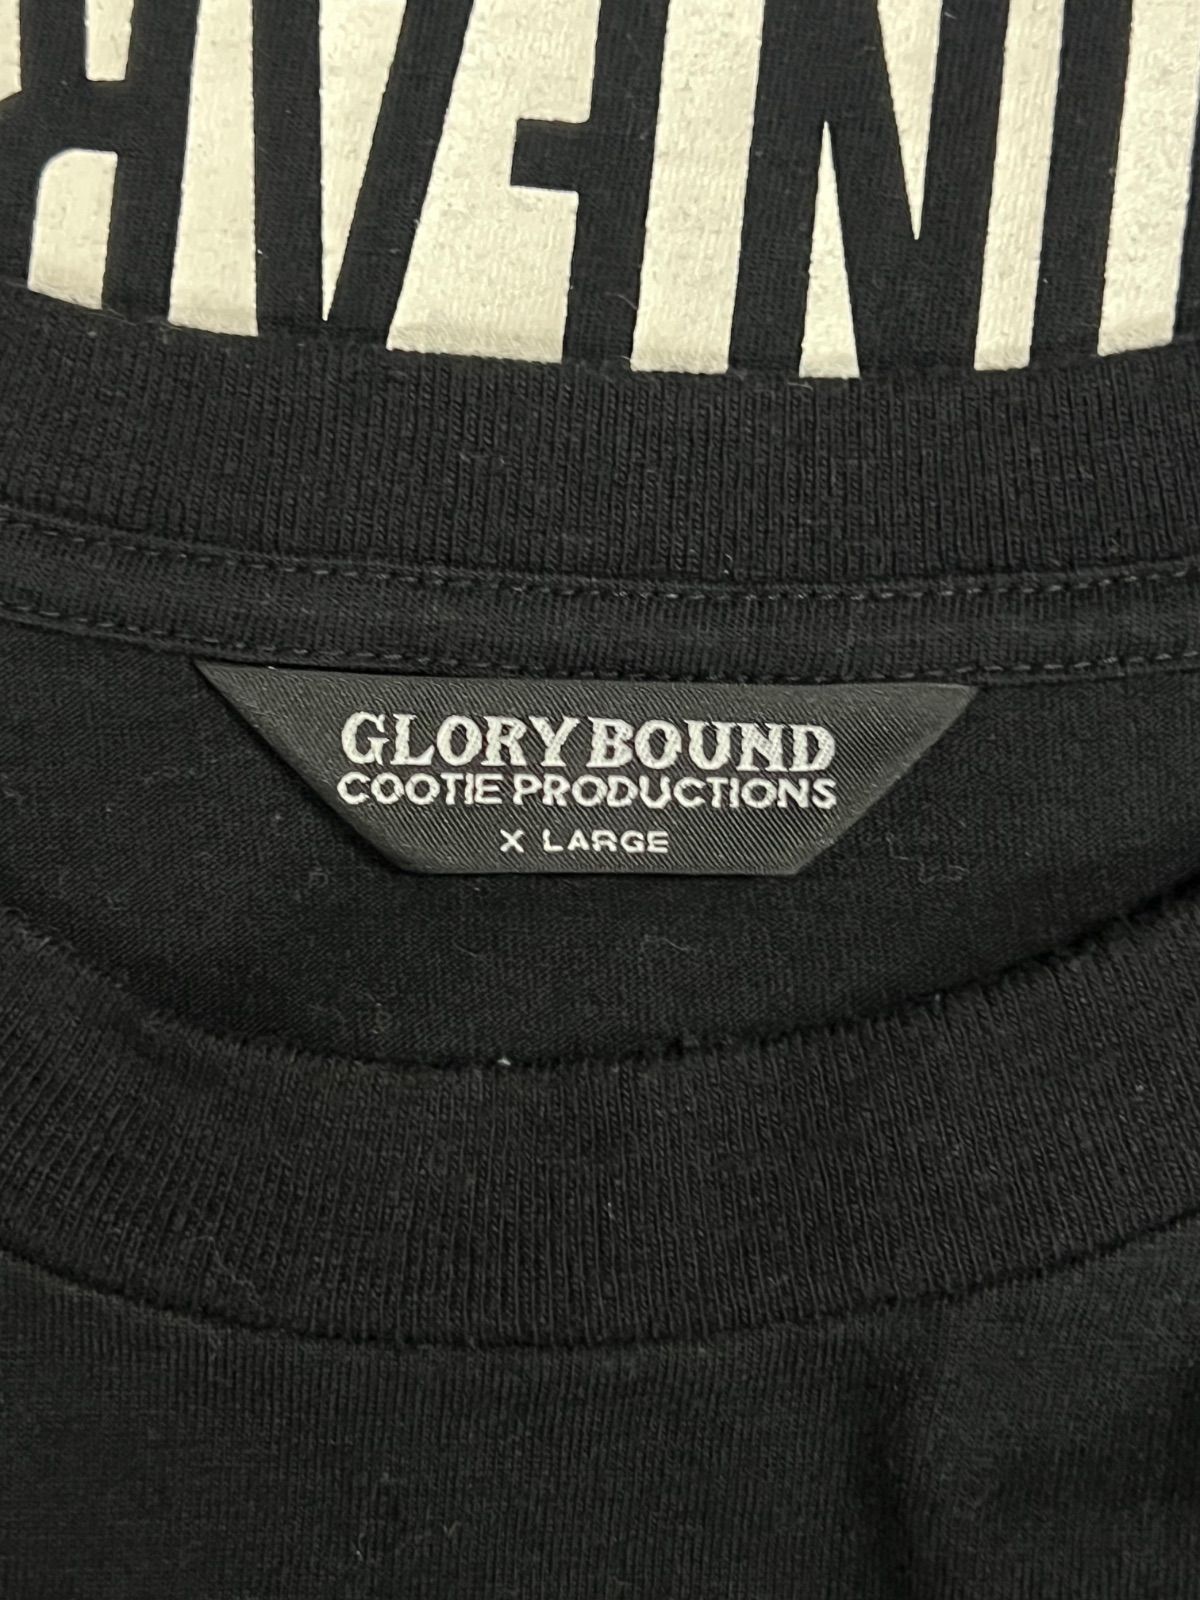 GLORY BOUND
COOTIE PRODUCTIONS
X LARGE